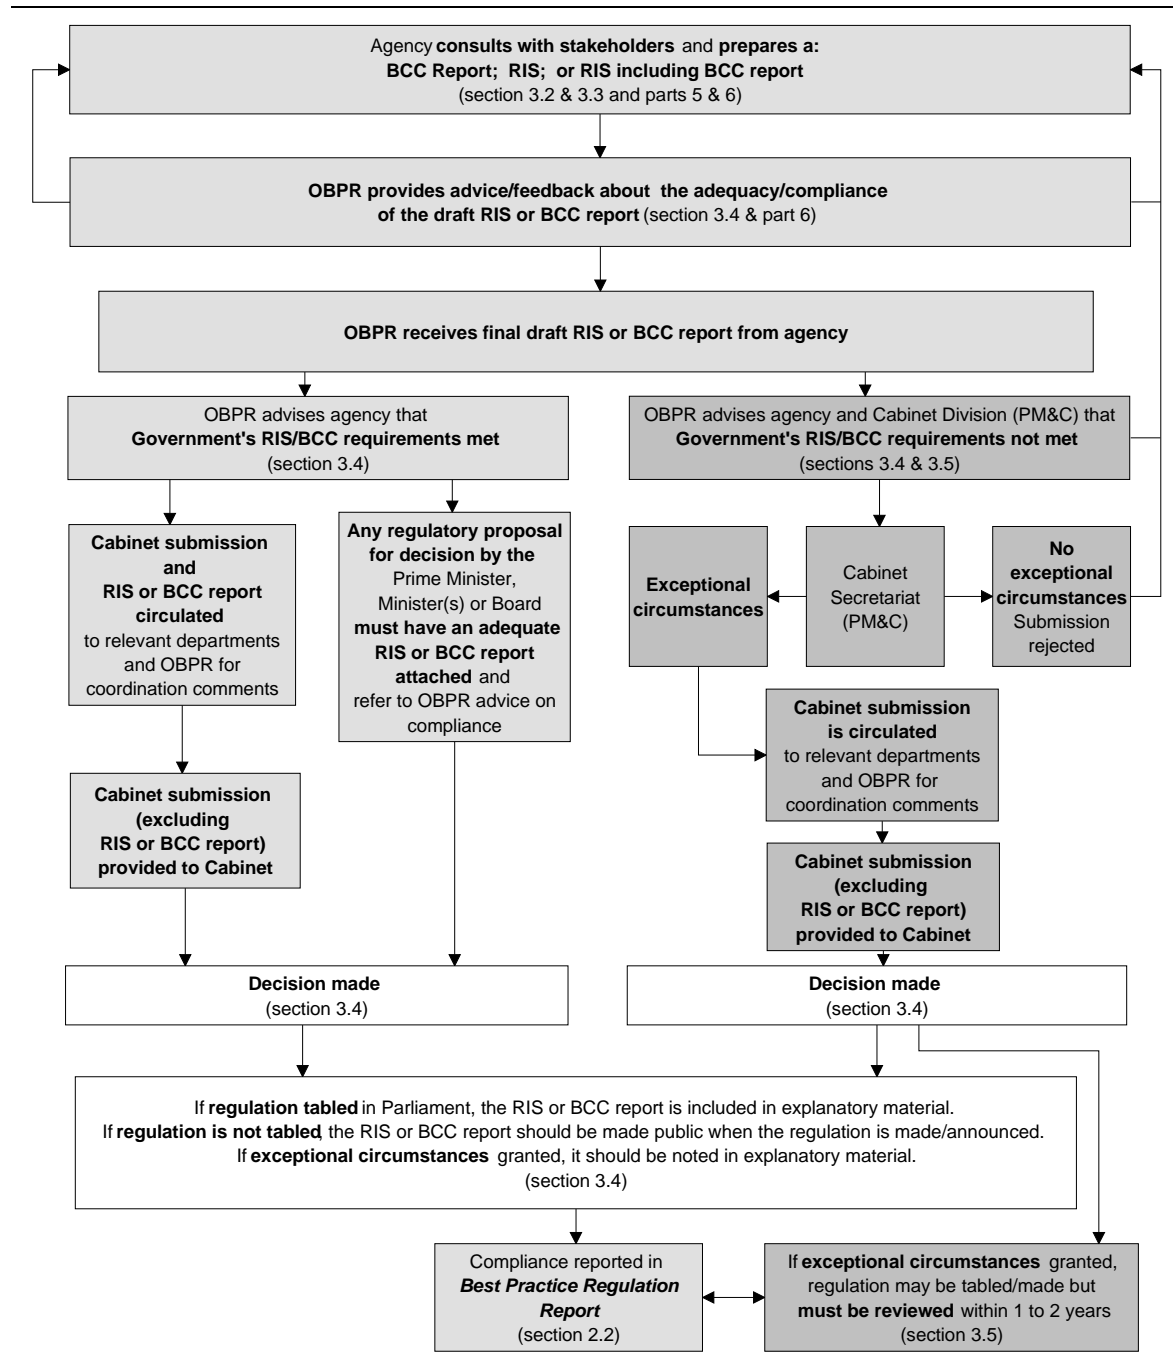 Agency consults with stakeholders and prepares a:
BCC Report; RIS; or RIS including BCC report
(section 3.2 & 3.3 and parts 5 & 6)
OBPR provides advice/feedback about the adequacy/compliance
of the draft RIS or BCC report (section 3.4 & part 6)
OBPR receives final draft RIS or BCC report from agency
OBPR advises agency that
Government's RIS/BCC requirements met
(section 3.4)
OBPR advises agency and Cabinet Division (PM&C) that
Government's RIS/BCC requirements not met
(sections 3.4 & 3.5)
Cabinet submission
and
RIS or BCC report
circulated
to relevant departments
and OBPR for
coordination comments
Any regulatory proposal
for decision by the
Prime Minister,
Minister(s) or Board
must have an adequate
RIS or BCC report
attached and
refer to OBPR advice on
compliance
Exceptional
circumstances
Cabinet
Secretariat
(PM&C)
No
exceptional
circumstances
Submission
rejected
Cabinet submission
is circulated
to relevant departments
and OBPR for
coordination comments
Cabinet submission
(excluding
RIS or BCC report)
provided to Cabinet
Cabinet submission
(excluding
RIS or BCC report)
provided to Cabinet
Decision made
(section 3.4)
Decision made
(section 3.4)
If regulation tabled in Parliament, the RIS or BCC report is included in explanatory material.
If regulation is not tabled, the RIS or BCC report should be made public when the regulation is made/announced.
If exceptional circumstances granted, it should be noted in explanatory material.
(section 3.4)
Compliance reported in
Best Practice Regulation
Report
(section 2.2)
If exceptional circumstances granted,
regulation may be tabled/made but
must be reviewed within 1 to 2 years
(section 3.5)